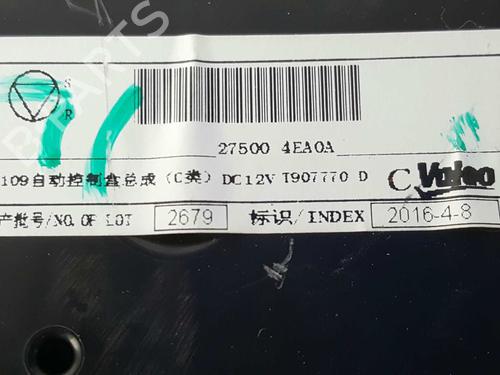 S
R
27500 4EA0A
109自动控制盒总成 (C类) DC12V T907770 D C Valeo
产批号/NO. OF LOT 2679 标识/INDEX 2016-4-8